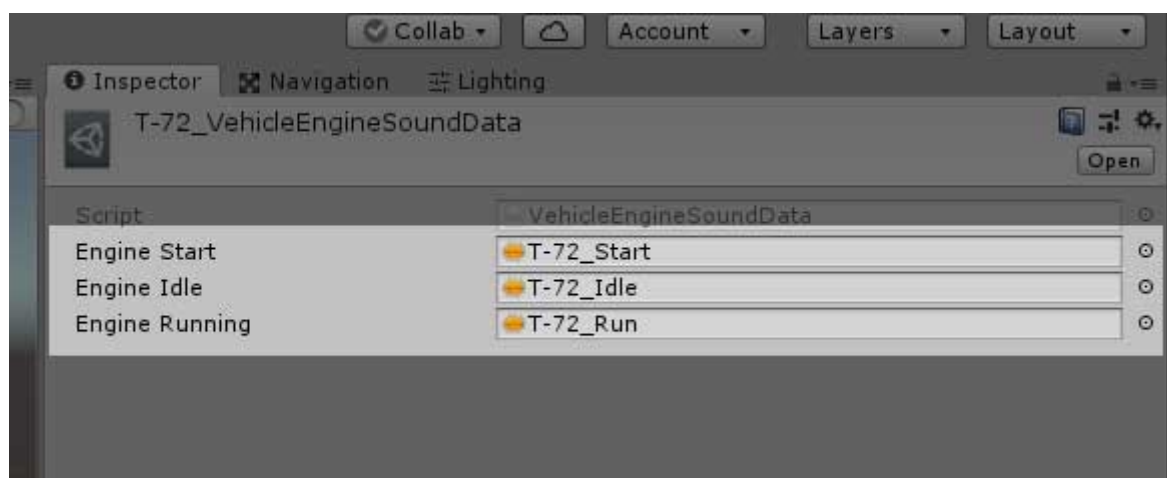 Collab Account Layers Layout
Inspector Navigation Lighting
T-72_VehicleEngineSoundData
Open
Script VehicleEngineSoundData
Engine Start T-72_Start
Engine Idle T-72_Idle
Engine Running T-72_Run